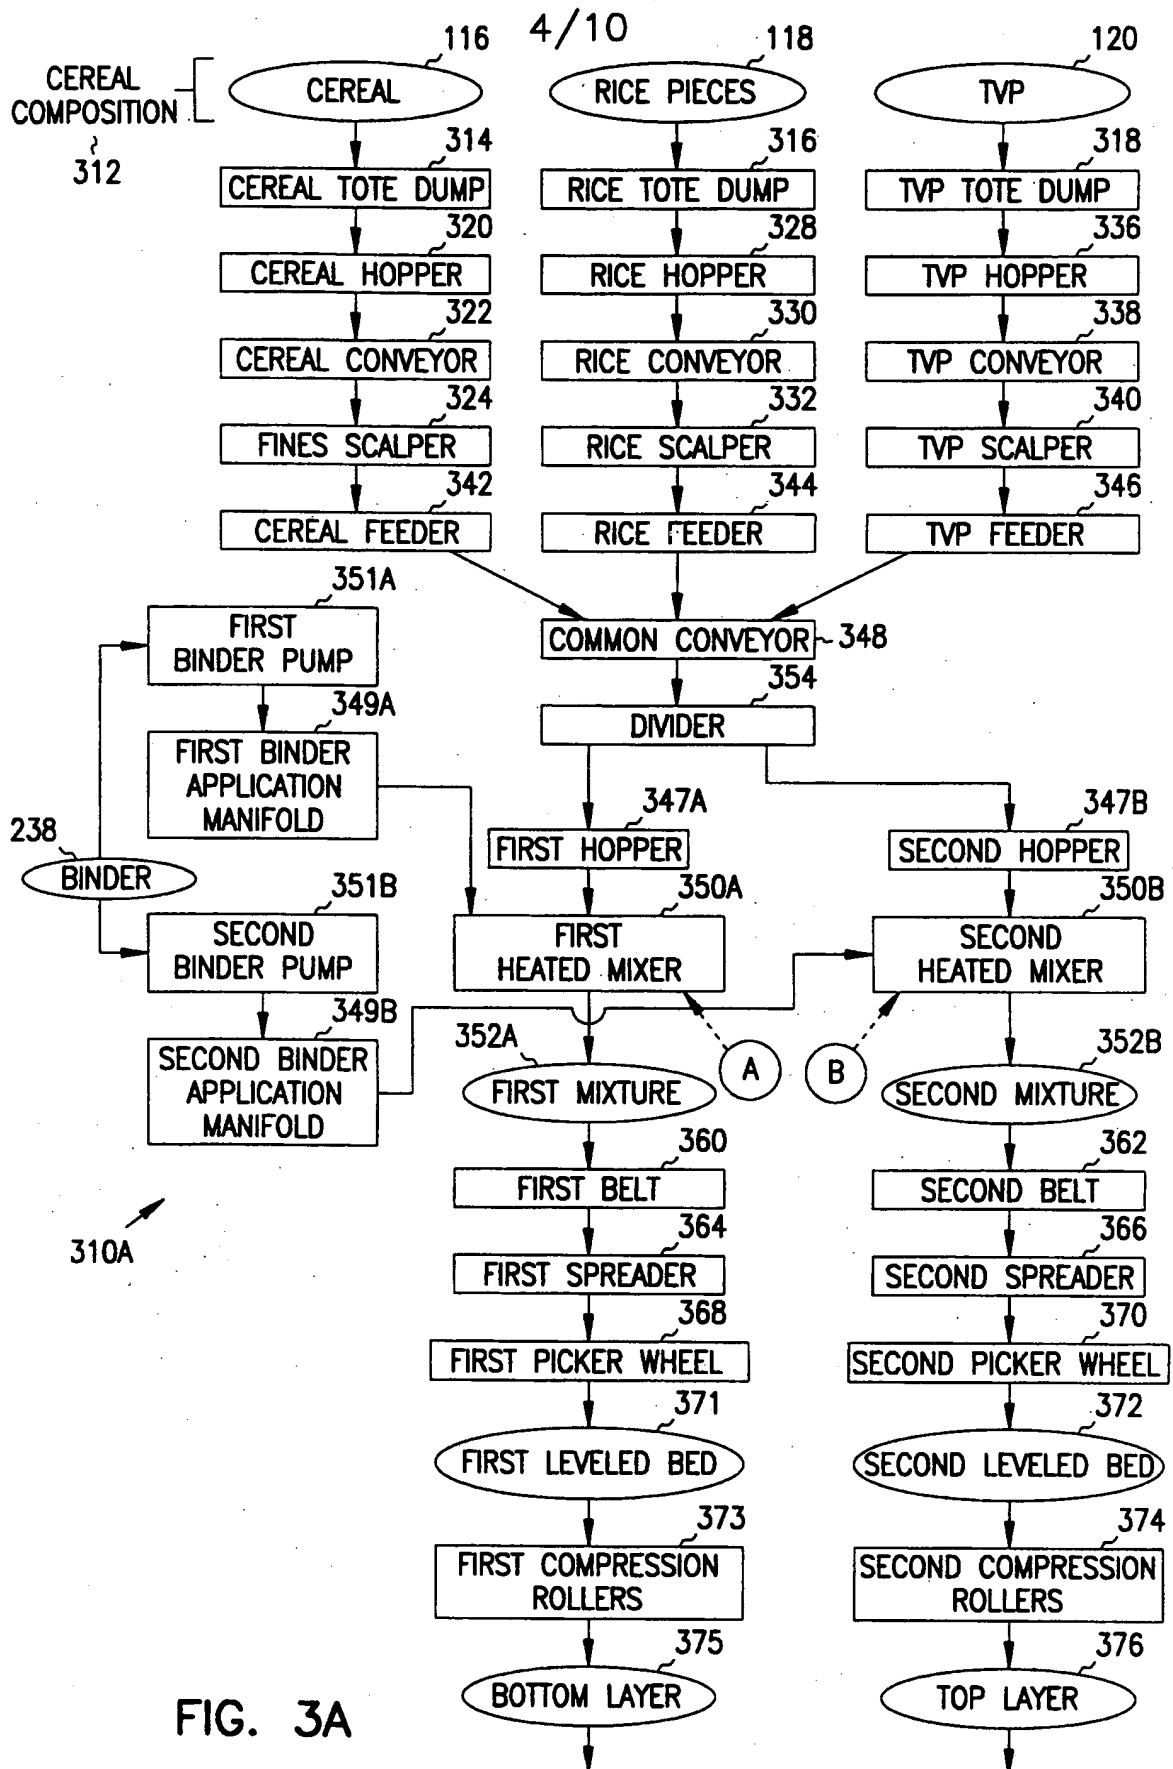 4/10
116
118
120
CEREAL
COMPOSITION
312
CEREAL
RICE PIECES
TVP
314
316
318
CEREAL TOTE DUMP
RICE TOTE DUMP
TVP TOTE DUMP
320
328
336
CEREAL HOPPER
RICE HOPPER
TVP HOPPER
322
330
338
CEREAL CONVEYOR
RICE CONVEYOR
TVP CONVEYOR
324
332
340
FINES SCALPER
RICE SCALPER
TVP SCALPER
342
344
346
CEREAL FEEDER
RICE FEEDER
TVP FEEDER
351A
FIRST
BINDER PUMP
COMMON CONVEYOR
348
349A
354
FIRST BINDER
APPLICATION
MANIFOLD
DIVIDER
347A
347B
238
BINDER
FIRST HOPPER
SECOND HOPPER
351B
350A
350B
SECOND
BINDER PUMP
FIRST
HEATED MIXER
SECOND
HEATED MIXER
349B
352A
352B
SECOND BINDER
APPLICATION
MANIFOLD
FIRST MIXTURE
A
B
SECOND MIXTURE
360
362
FIRST BELT
SECOND BELT
310A
364
366
FIRST SPREADER
SECOND SPREADER
368
370
FIRST PICKER WHEEL
SECOND PICKER WHEEL
371
372
FIRST LEVELED BED
SECOND LEVELED BED
373
374
FIRST COMPRESSION
ROLLERS
SECOND COMPRESSION
ROLLERS
375
376
BOTTOM LAYER
TOP LAYER
FIG. 3A